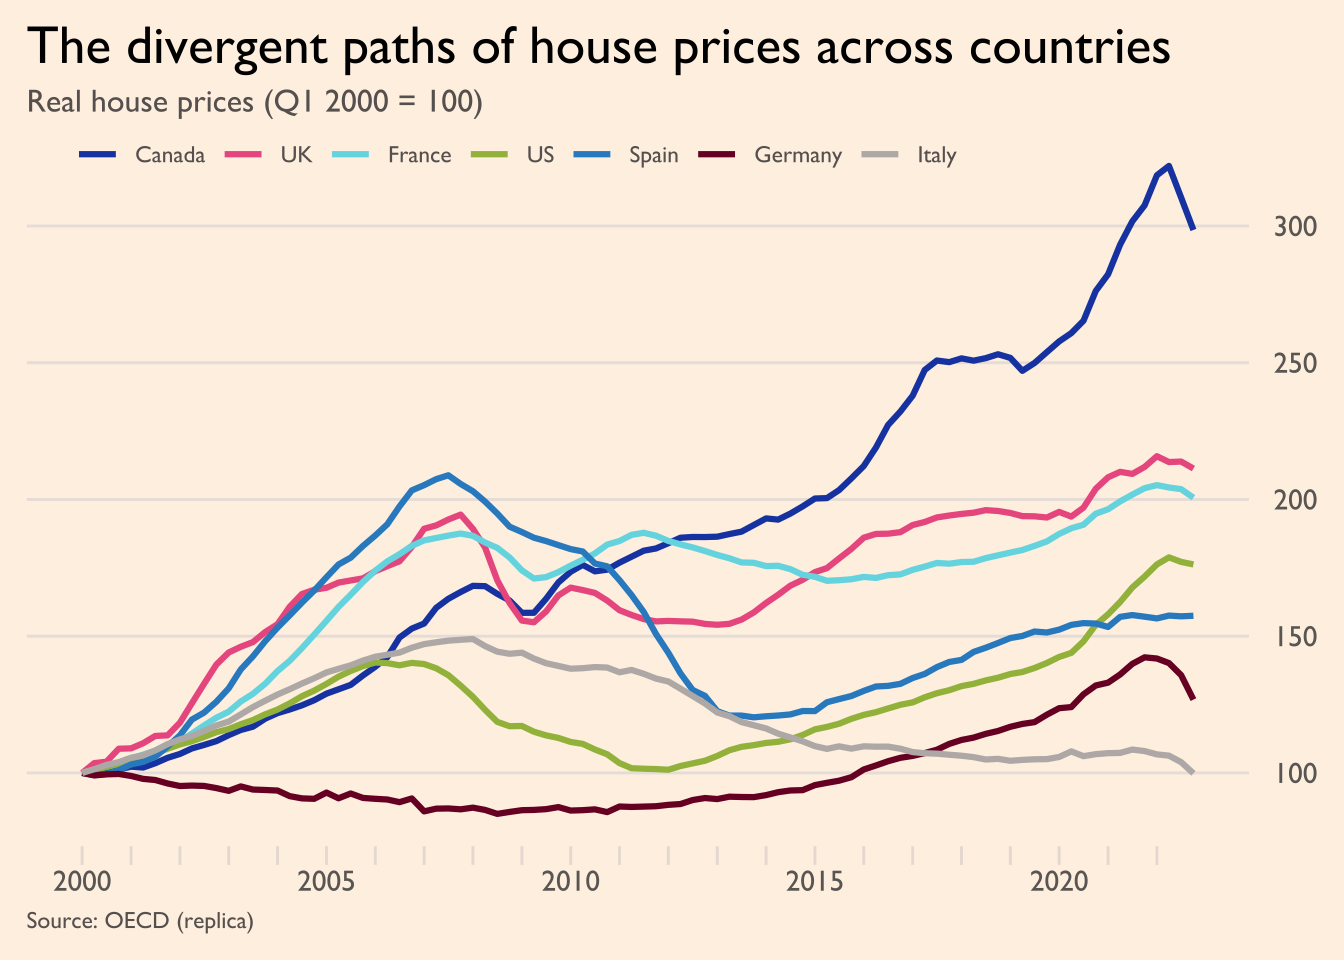 The divergent paths of house prices across countries
Real house prices (Q1 2000 = 100)
Canada UK France US Spain Germany Italy
300
250
200
150
100
2000 2005 2010 2015 2020
Source: OECD (replica)